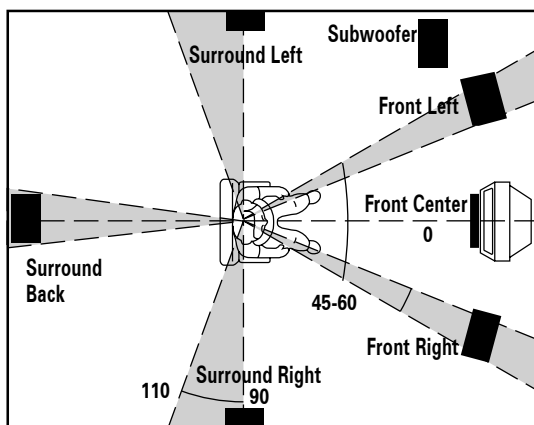 Subwoofer
Surround Left
Front Left
Front Center
0
Surround
Back
45-60
Front Right
Surround Right
110
90